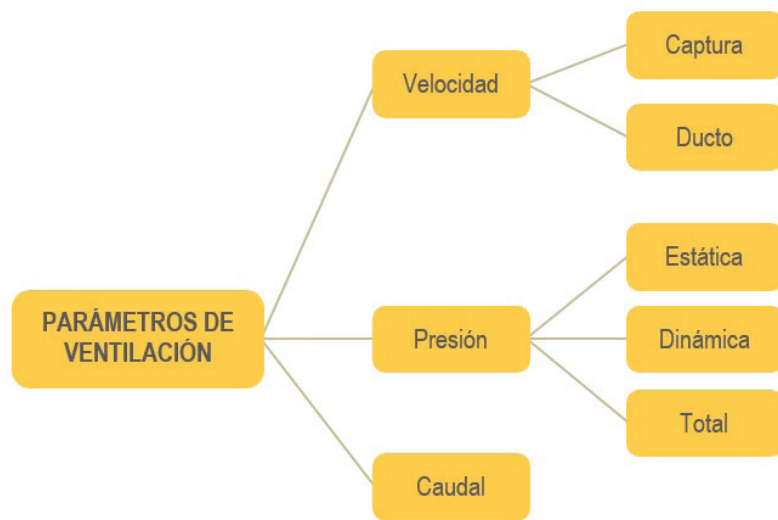 PARÁMETROS DE
VENTILACIÓN
Velocidad
Captura
Ducto
Presión
Estática
Dinámica
Total
Caudal